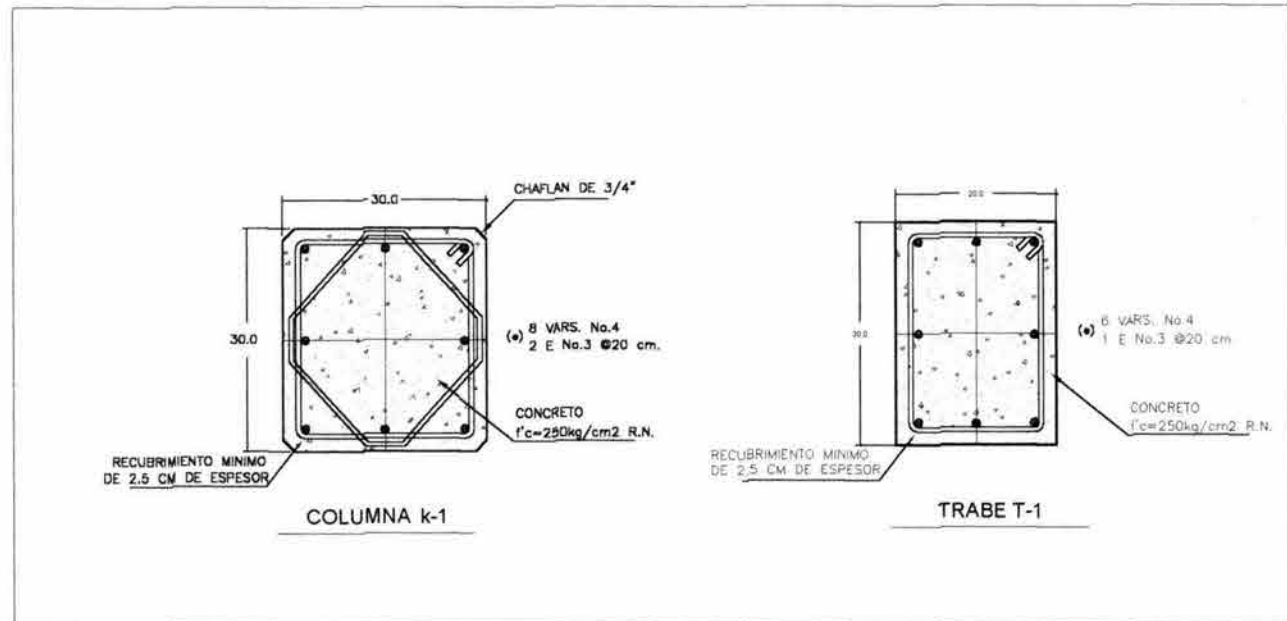 CHAFLAN DE 3/4"
30.0
30.0
(•) 8 VARS. No.4
2 E No.3 @20 cm.
CONCRETO
f'c=250kg/cm2 R.N.
RECUBRIMIENTO MINIMO
DE 2.5 CM DE ESPESOR
COLUMNA k-1
20.0
30.0
(•) 6 VARS. No.4
1 E No.3 @20 cm
CONCRETO
f'c=250kg/cm2 R.N.
RECUBRIMIENTO MINIMO
DE 2.5 CM DE ESPESOR
TRABE T-1